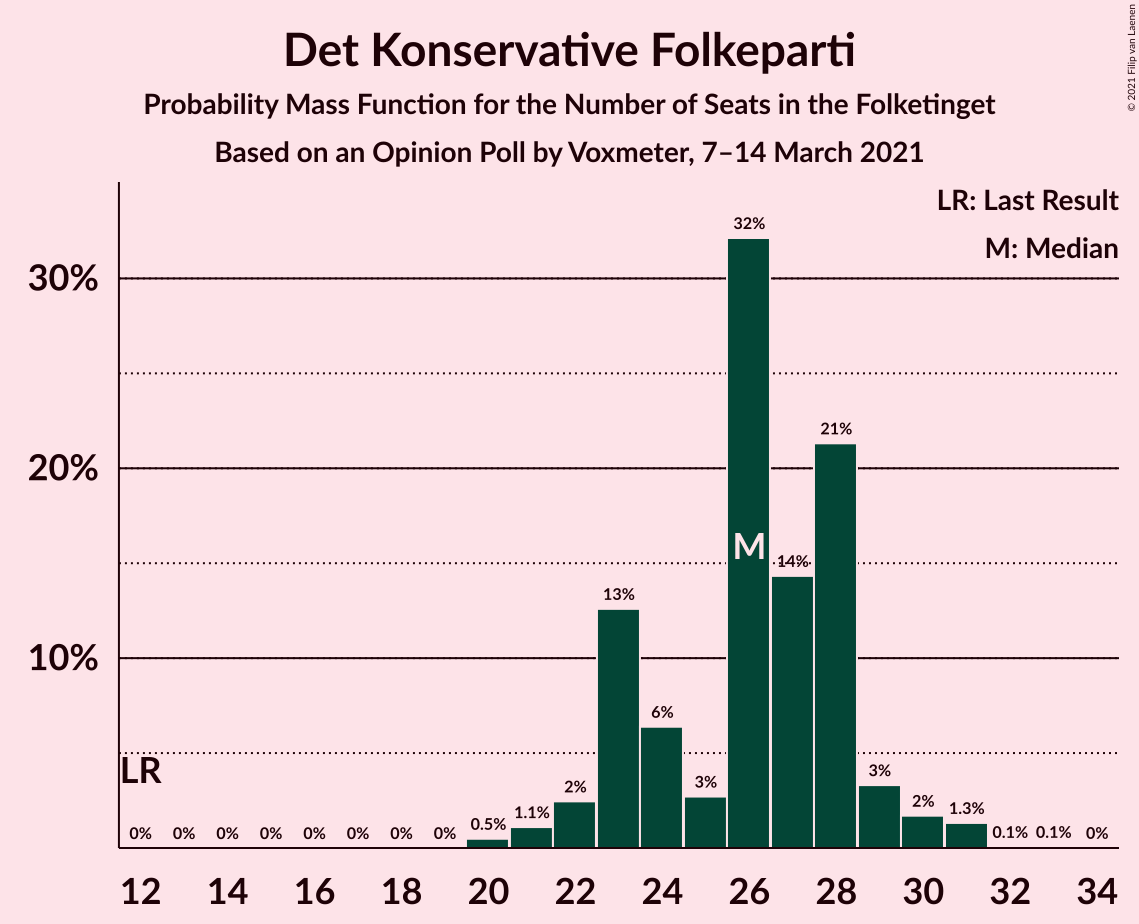 Det Konservative Folkeparti
Probability Mass Function for the Number of Seats in the Folketinget
Based on an Opinion Poll by Voxmeter, 7–14 March 2021
© 2021 Filip van Laenen
LR: Last Result
M: Median
30%
20%
10%
32%
21%
14%
13%
6%
3%
3%
2%
2%
1.3%
1.1%
0.5%
0% 0% 0% 0% 0% 0% 0% 0%
0.1% 0.1% 0%
M
LR
12 14 16 18 20 22 24 26 28 30 32 34